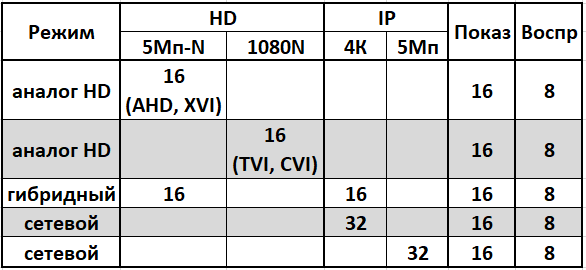 Режим HD IP Показ Воспр
5Мп-N 1080N 4К 5Мп
аналог HD 16 (AHD, XVI) 16 8
аналог HD 16 (TVI, CVI) 16 8
гибридный 16 16 16 8
сетевой 32 16 8
сетевой 32 16 8